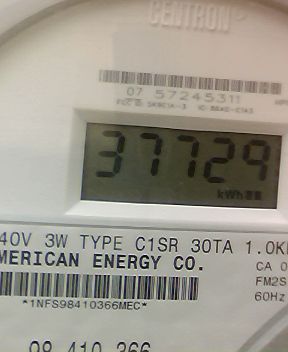 CENTRON
07 57245311
37729
kWh
40V 3W TYPE C1SR 30TA 1.0K
MERICAN ENERGY CO.
CA 0
FM2S
*1NFS98410366MEC*
60Hz
98 410 366